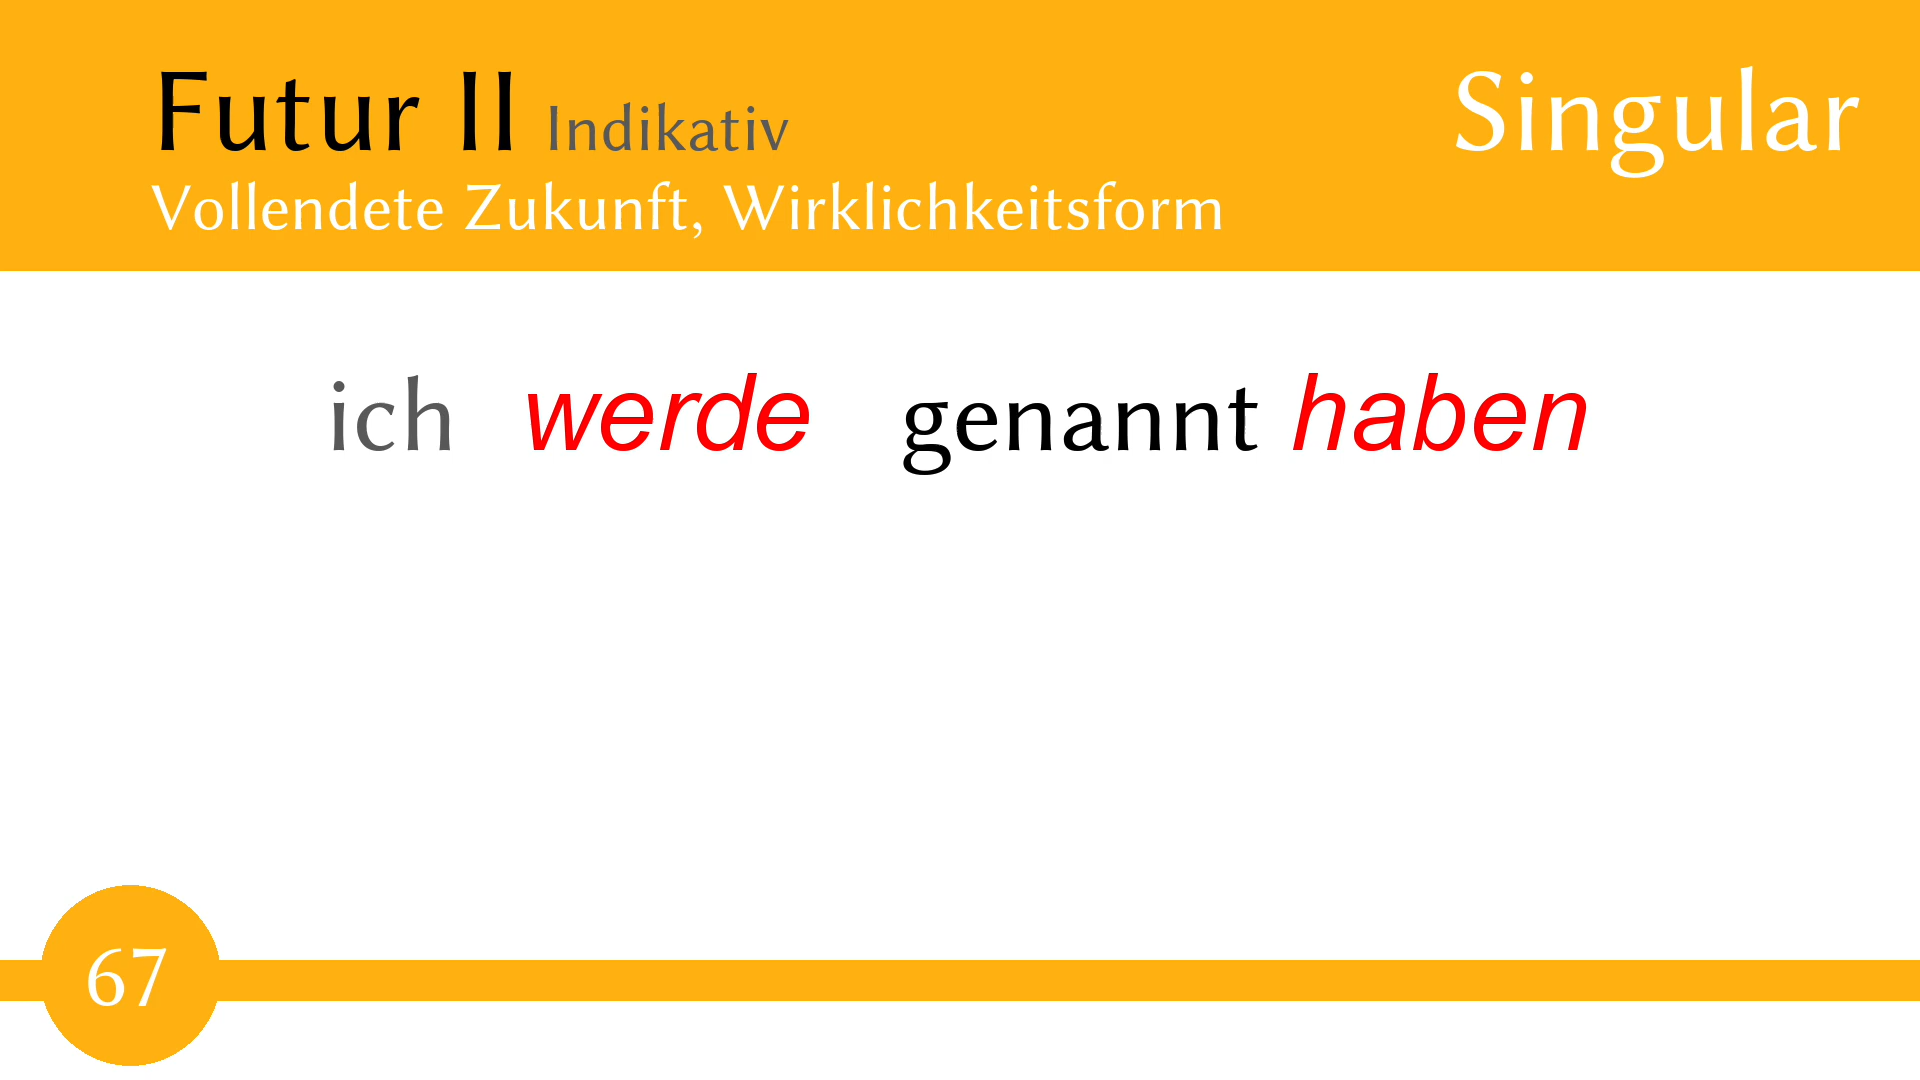 Futur II Indikativ
Singular
Vollendete Zukunft, Wirklichkeitsform
ich werde genannt haben
67